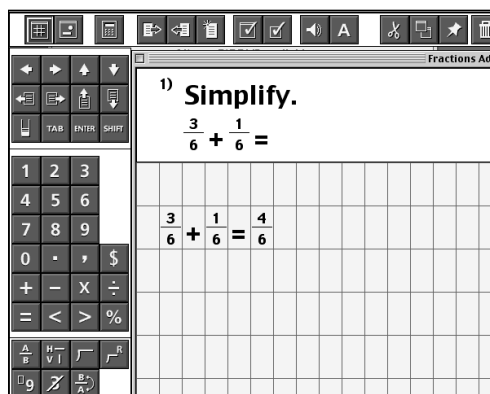 A
Fractions Ad
TAB ENTER SHIFT
1) Simplify.
3/6 + 1/6 =
1 2 3
4 5 6
7 8 9
0 . , $
+ − x ÷
= < > %
3/6 + 1/6 = 4/6
A/B H V R
9 3 B/A